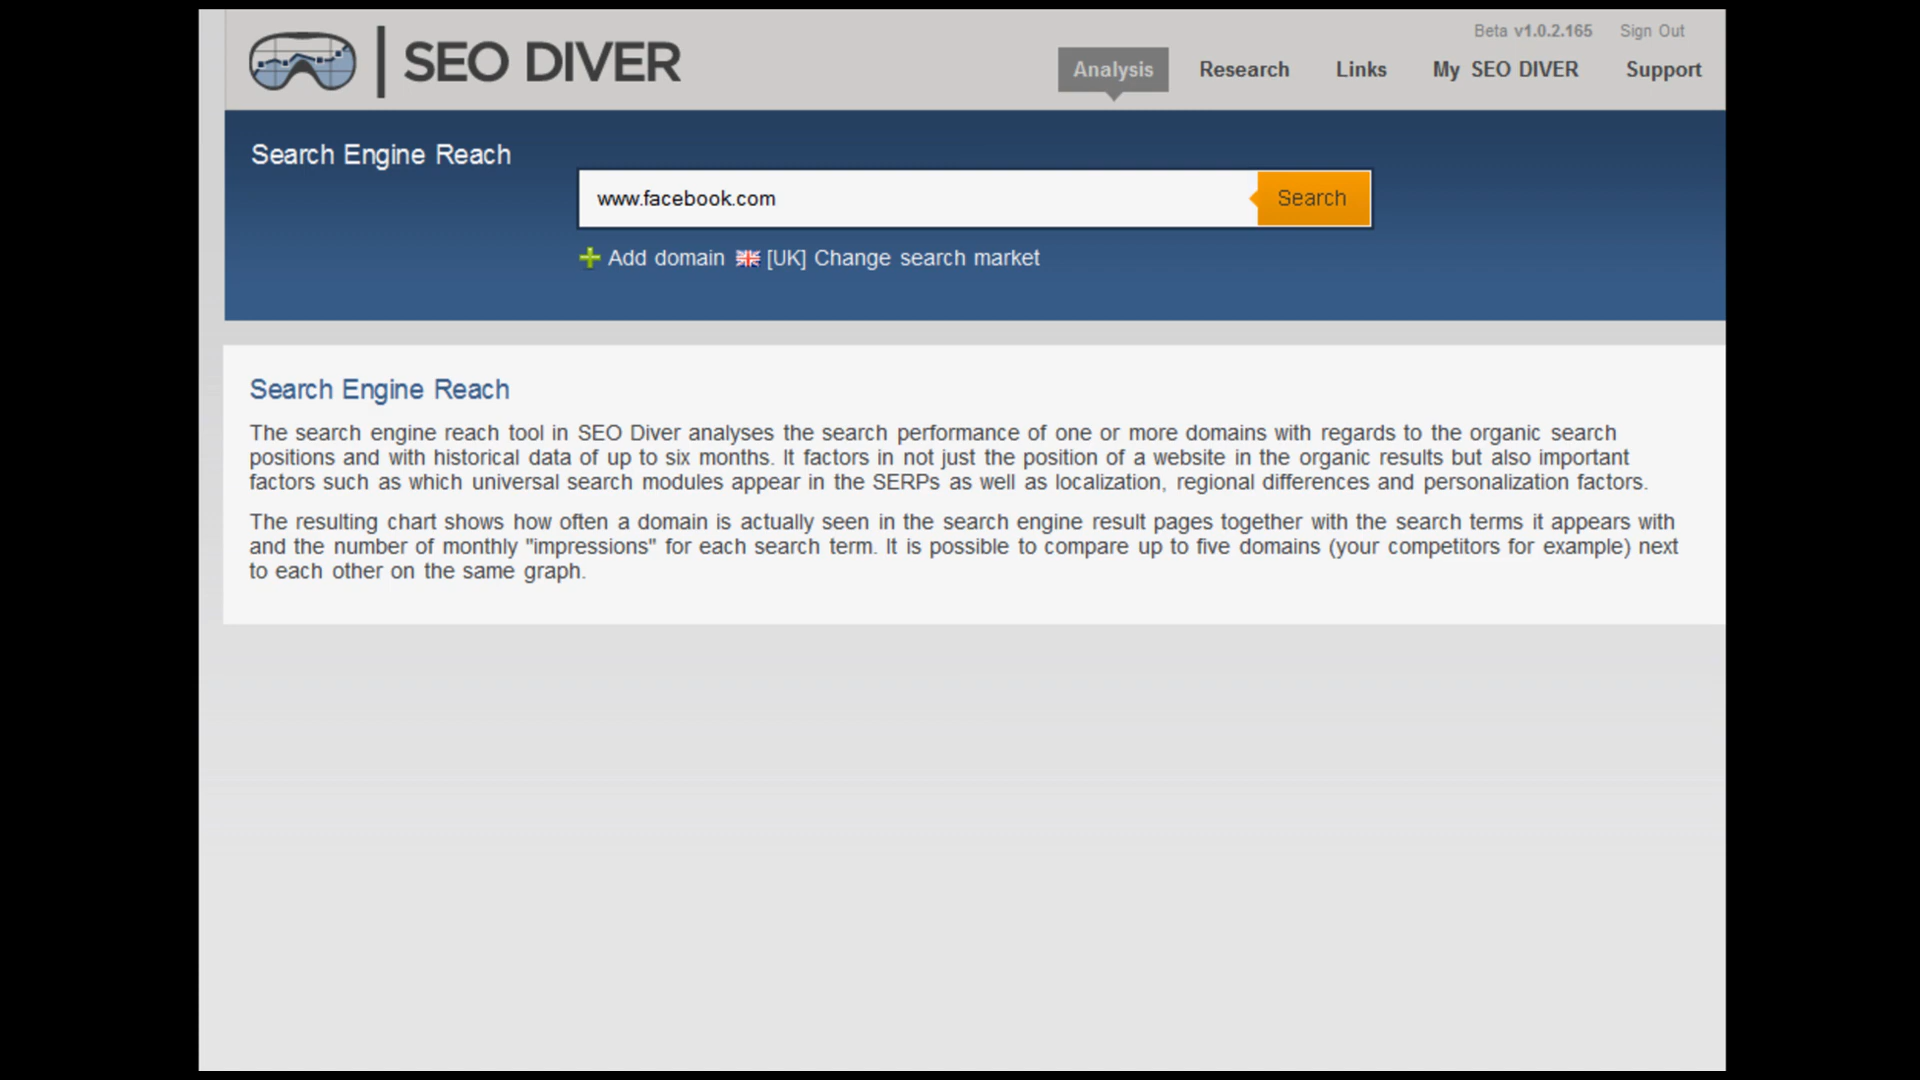 Beta v1.0.2.165 Sign Out
SEO DIVER
Analysis Research Links My SEO DIVER Support
Search Engine Reach
www.facebook.com Search
Add domain [UK] Change search market
Search Engine Reach
The search engine reach tool in SEO Diver analyses the search performance of one or more domains with regards to the organic search
positions and with historical data of up to six months. It factors in not just the position of a website in the organic results but also important
factors such as which universal search modules appear in the SERPs as well as localization, regional differences and personalization factors.
The resulting chart shows how often a domain is actually seen in the search engine result pages together with the search terms it appears with
and the number of monthly "impressions" for each search term. It is possible to compare up to five domains (your competitors for example) next
to each other on the same graph.